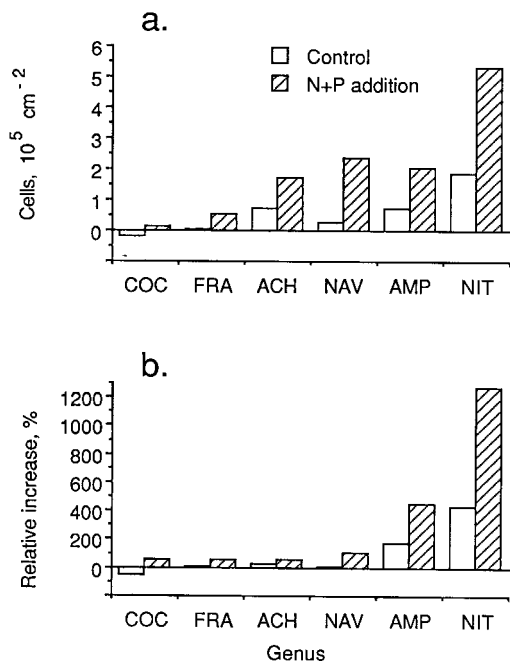 a.
Control
N+P addition
Cells, 10^5 cm^-2
6
5
4
3
2
1
0
COC FRA ACH NAV AMP NIT
b.
Relative increase, %
1200
1000
800
600
400
200
0
COC FRA ACH NAV AMP NIT
Genus